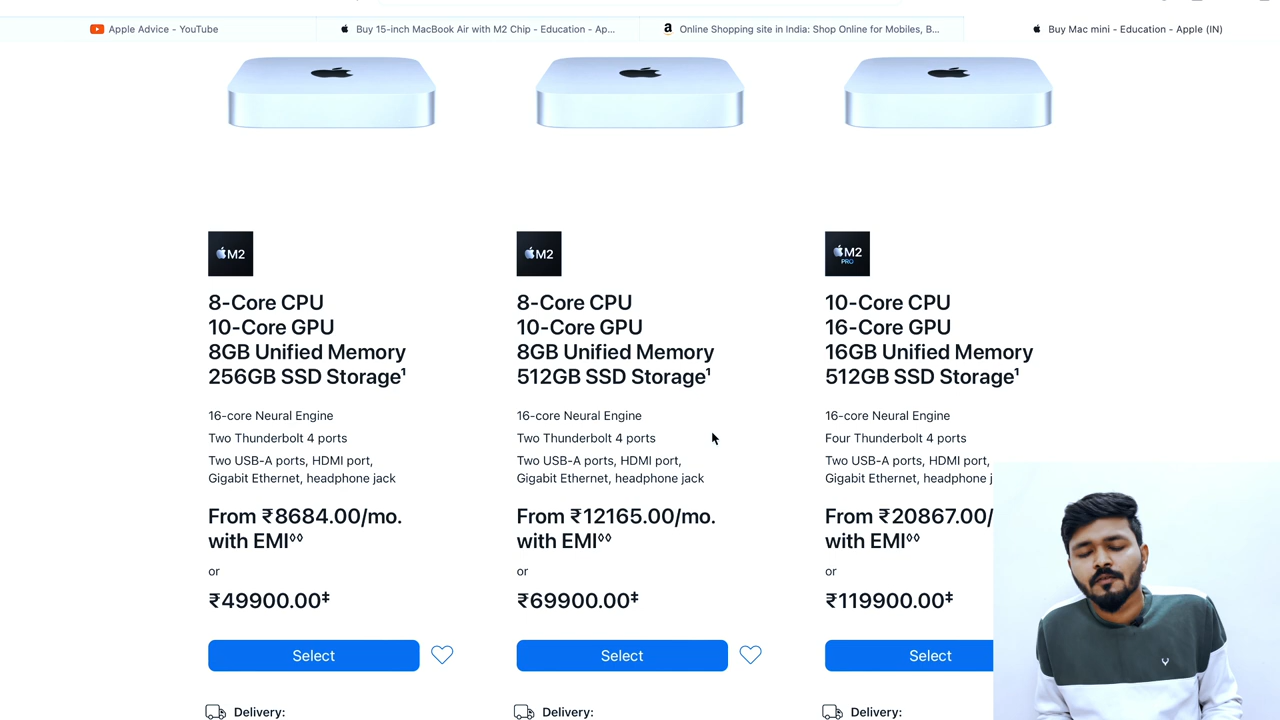 Apple Advice - YouTube
Buy 15-inch MacBook Air with M2 Chip - Education - Ap...
Online Shopping site in India: Shop Online for Mobiles, B...
Buy Mac mini - Education - Apple (IN)
M2
8-Core CPU
10-Core GPU
8GB Unified Memory
256GB SSD Storage¹
16-core Neural Engine
Two Thunderbolt 4 ports
Two USB-A ports, HDMI port,
Gigabit Ethernet, headphone jack
From ₹8684.00/mo.
with EMI◊◊
or
₹49900.00‡
Select
Delivery:
M2
8-Core CPU
10-Core GPU
8GB Unified Memory
512GB SSD Storage¹
16-core Neural Engine
Two Thunderbolt 4 ports
Two USB-A ports, HDMI port,
Gigabit Ethernet, headphone jack
From ₹12165.00/mo.
with EMI◊◊
or
₹69900.00‡
Select
Delivery:
M2
PRO
10-Core CPU
16-Core GPU
16GB Unified Memory
512GB SSD Storage¹
16-core Neural Engine
Four Thunderbolt 4 ports
Two USB-A ports, HDMI port,
Gigabit Ethernet, headphone j
From ₹20867.00/
with EMI◊◊
or
₹119900.00‡
Select
Delivery: